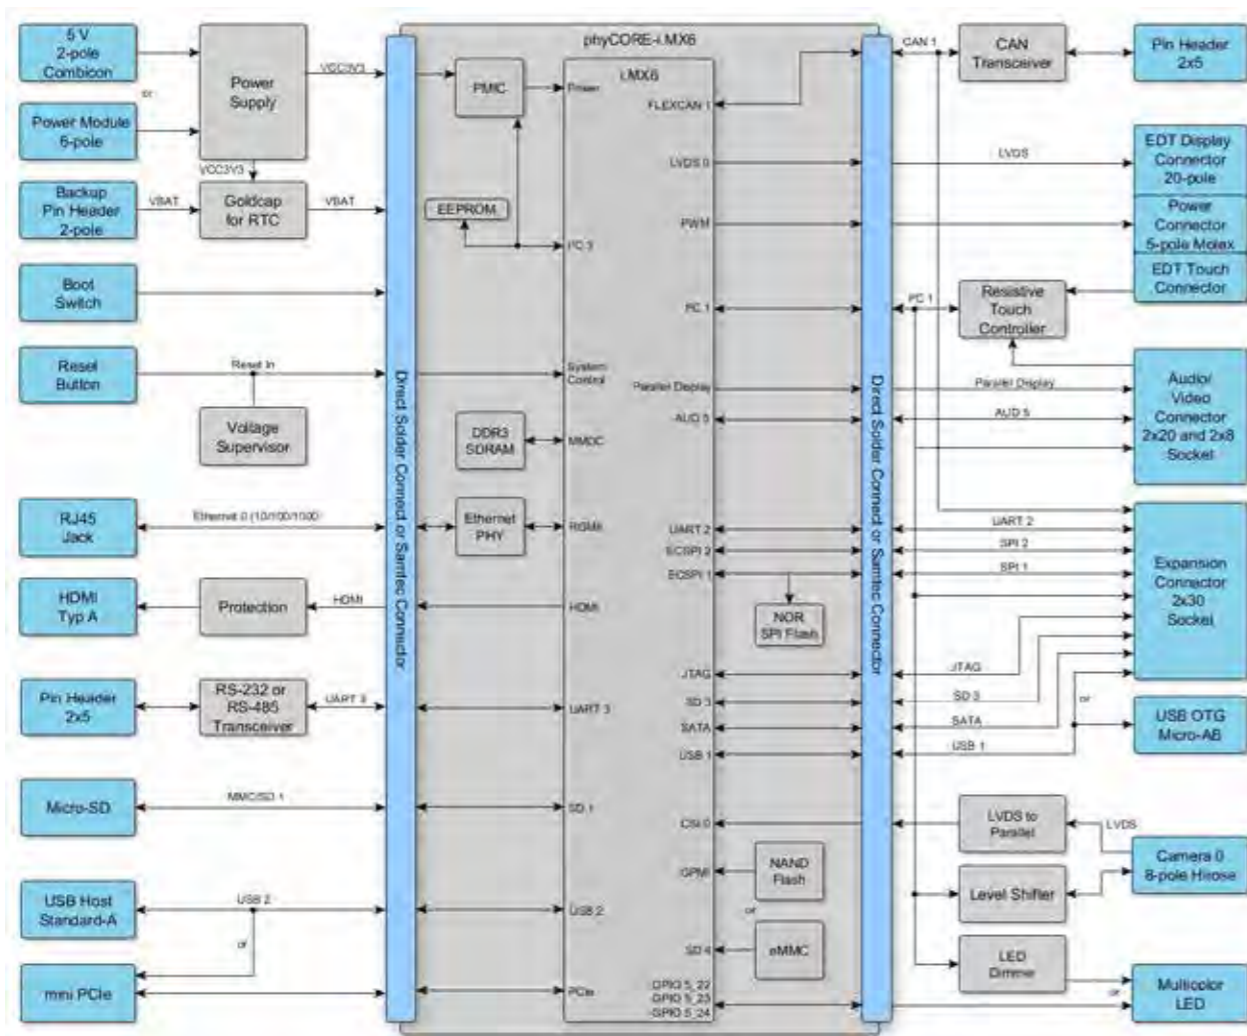 5 V
2-pole
Combicon
or
Power Module
6-pole
Power
Supply
VCC3V3
VCC3V3
Backup
Pin Header
2-pole
VBAT
Goldcap
for RTC
VBAT
Boot
Switch
Reset
Button
Reset In
Voltage
Supervisor
RJ45
Jack
Ethernet 0 (10/100/1000
HDMI
Typ A
Protection
HDMI
Pin Header
2x5
RS-232 or
RS-485
Transceiver
UART 3
Micro-SD
MMC/SD 1
USB Host
Standard-A
USB 2
or
mini PCIe
Direct Solder Connect or Samtec Connector
phyCORE-i.MX6
PMIC
EEPROM
DDR3
SDRAM
Ethernet
PHY
i.MX6
Power
I²C 3
System
Control
MMDC
RGMII
HDMI
UART 3
SD 1
USB 2
PCIe
FLEXCAN 1
LVDS 0
PWM
I²C 1
Parallel Display
AUD 5
UART 2
ECSPI 2
ECSPI 1
NOR
SPI Flash
JTAG
SD 3
SATA
USB 1
CSI 0
GPMI
NAND
Flash
or
SD 4
eMMC
GPIO 5_22
GPIO 5_23
GPIO 5_24
Direct Solder Connect or Samtec Connector
CAN 1
CAN
Transceiver
Pin Header
2x5
LVDS
EDT Display
Connector
20-pole
Power
Connector
5-pole Molex
EDT Touch
Connector
I²C 1
Resistive
Touch
Controller
Parallel Display
AUD 5
Audio/
Video
Connector
2x20 and 2x8
Socket
UART 2
SPI 2
SPI 1
Expansion
Connector
2x30
Socket
JTAG
SD 3
SATA
USB 1
or
USB OTG
Micro-AB
LVDS to
Parallel
LVDS
Camera 0
8-pole Hirose
Level Shifter
LED
Dimmer
or
Multicolor
LED